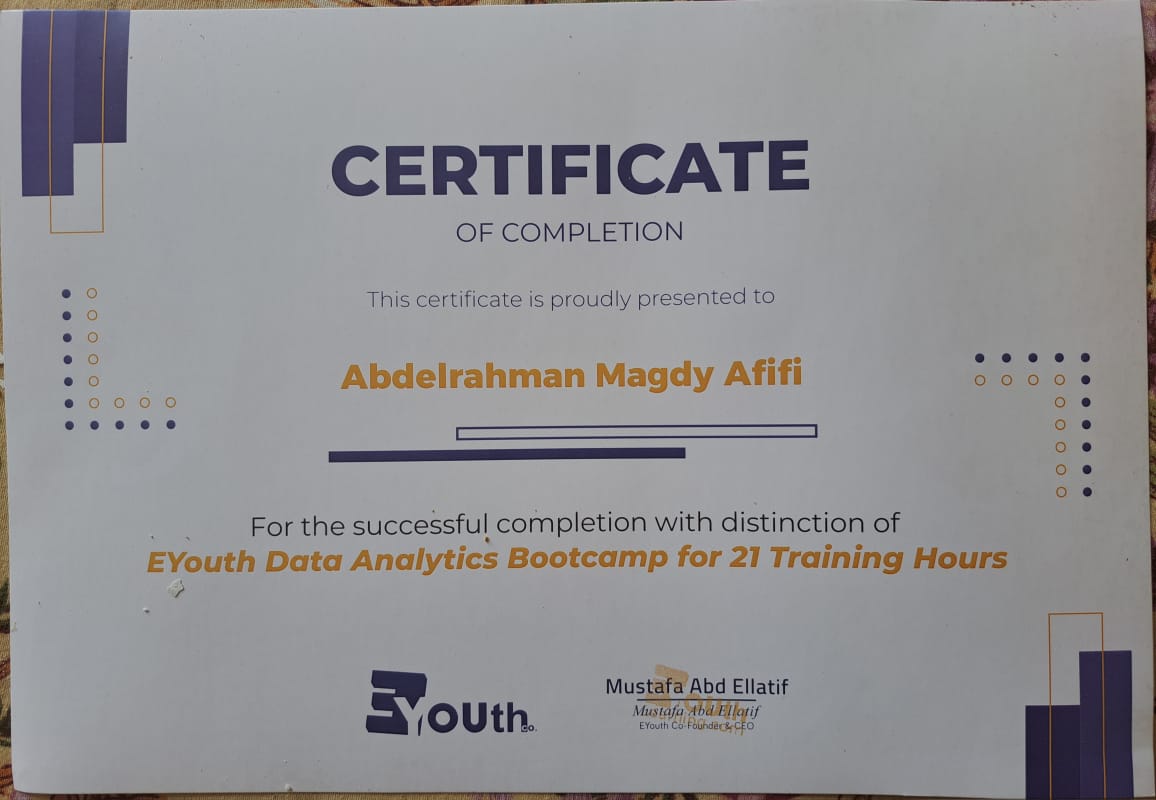 CERTIFICATE
OF COMPLETION
This certificate is proudly presented to
Abdelrahman Magdy Afifi
For the successful completion with distinction of
EYouth Data Analytics Bootcamp for 21 Training Hours
EYouth co.
Mustafa Abd Ellatif
Mustafa Abd Ellatif
EYouth Co-Founder & CEO